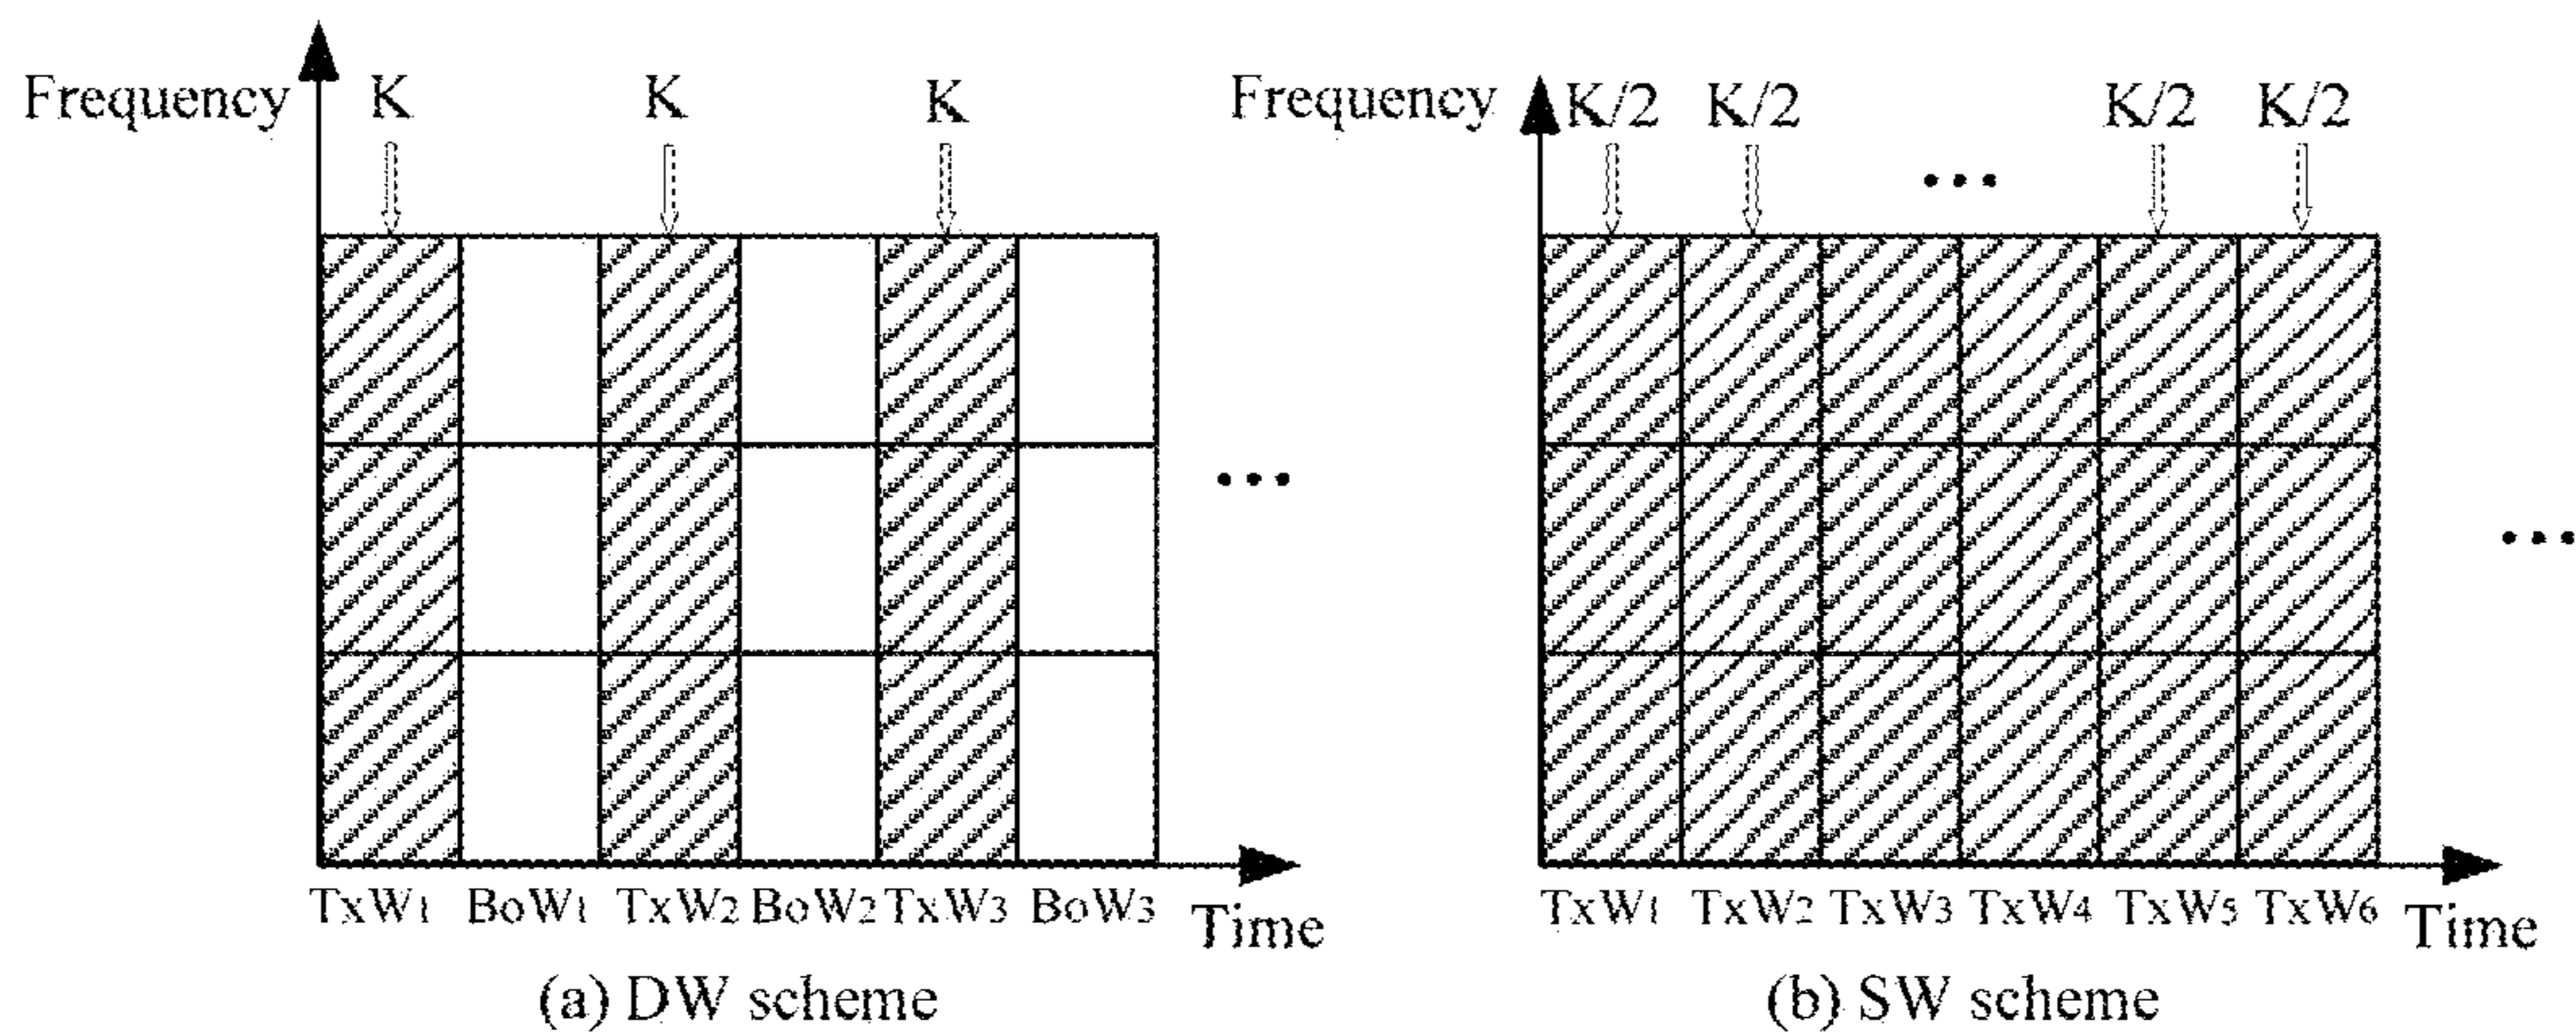 Frequency K K K
TxW1 BoW1 TxW2 BoW2 TxW3 BoW3 Time
(a) DW scheme
Frequency K/2 K/2 ... K/2 K/2
...
...
TxW1 TxW2 TxW3 TxW4 TxW5 TxW6 Time
(b) SW scheme